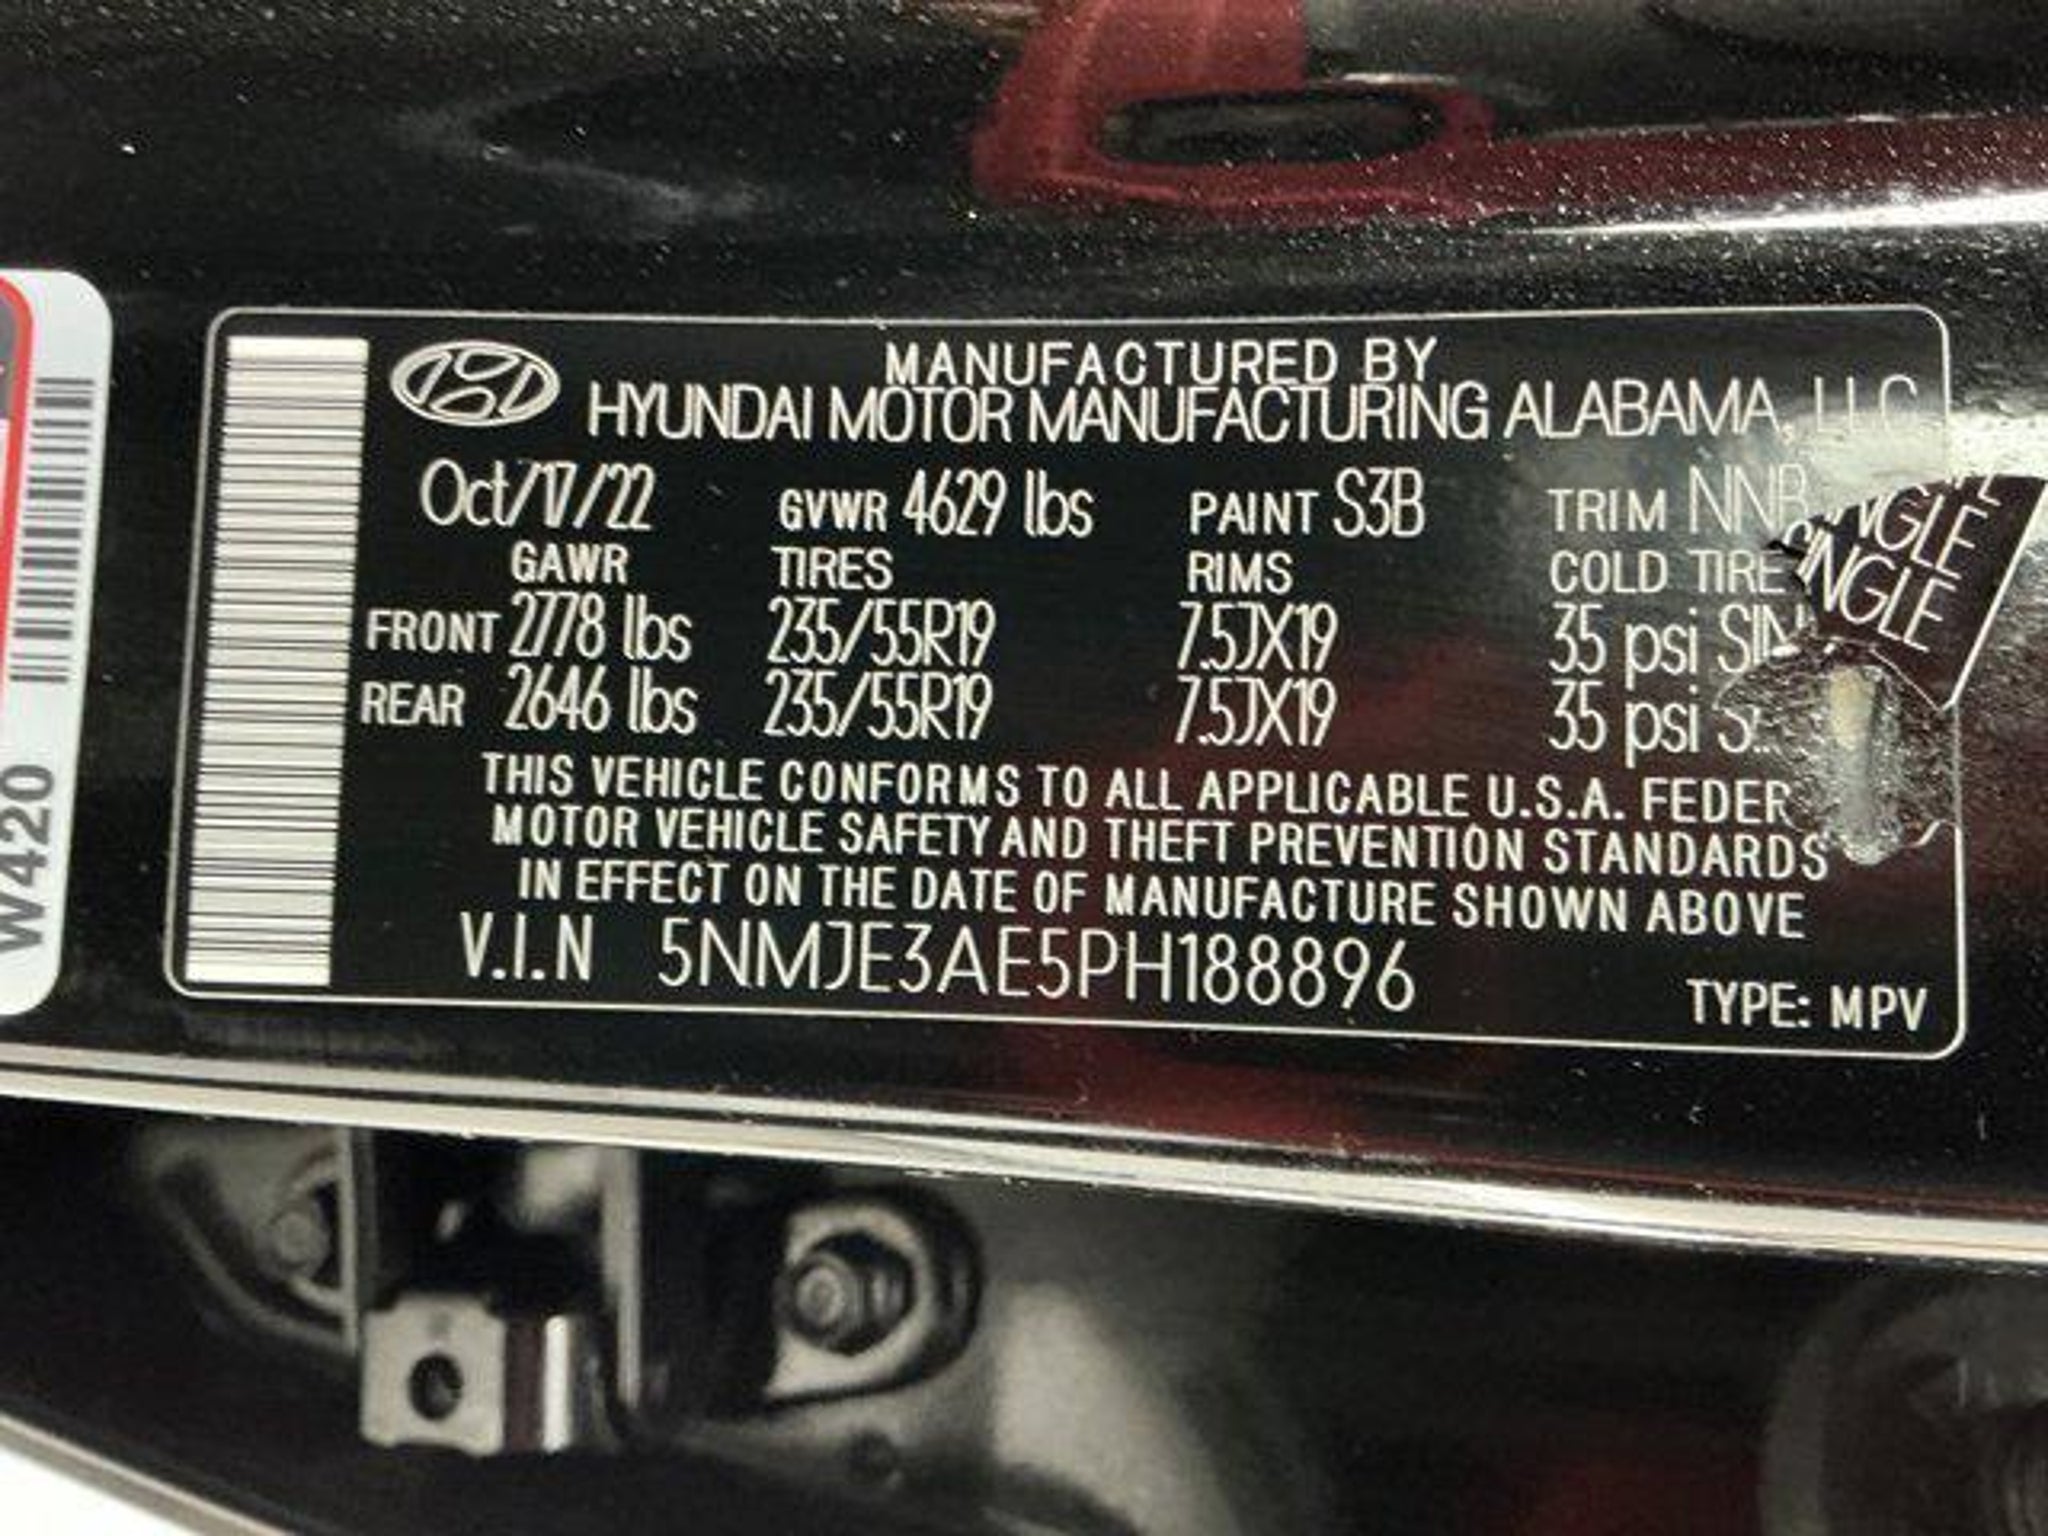 MANUFACTURED BY
HYUNDAI MOTOR MANUFACTURING ALABAMA, LLC
Oct/17/22 GVWR 4629 lbs PAINT S3B TRIM NNB
GAWR TIRES RIMS COLD TIRE
FRONT 2778 lbs 235/55R19 7.5JX19 35 psi SIN
REAR 2646 lbs 235/55R19 7.5JX19 35 psi
SINGLE
THIS VEHICLE CONFORMS TO ALL APPLICABLE U.S.A. FEDER
MOTOR VEHICLE SAFETY AND THEFT PREVENTION STANDARDS
IN EFFECT ON THE DATE OF MANUFACTURE SHOWN ABOVE
V.I.N 5NMJE3AE5PH188896
TYPE: MPV
W420